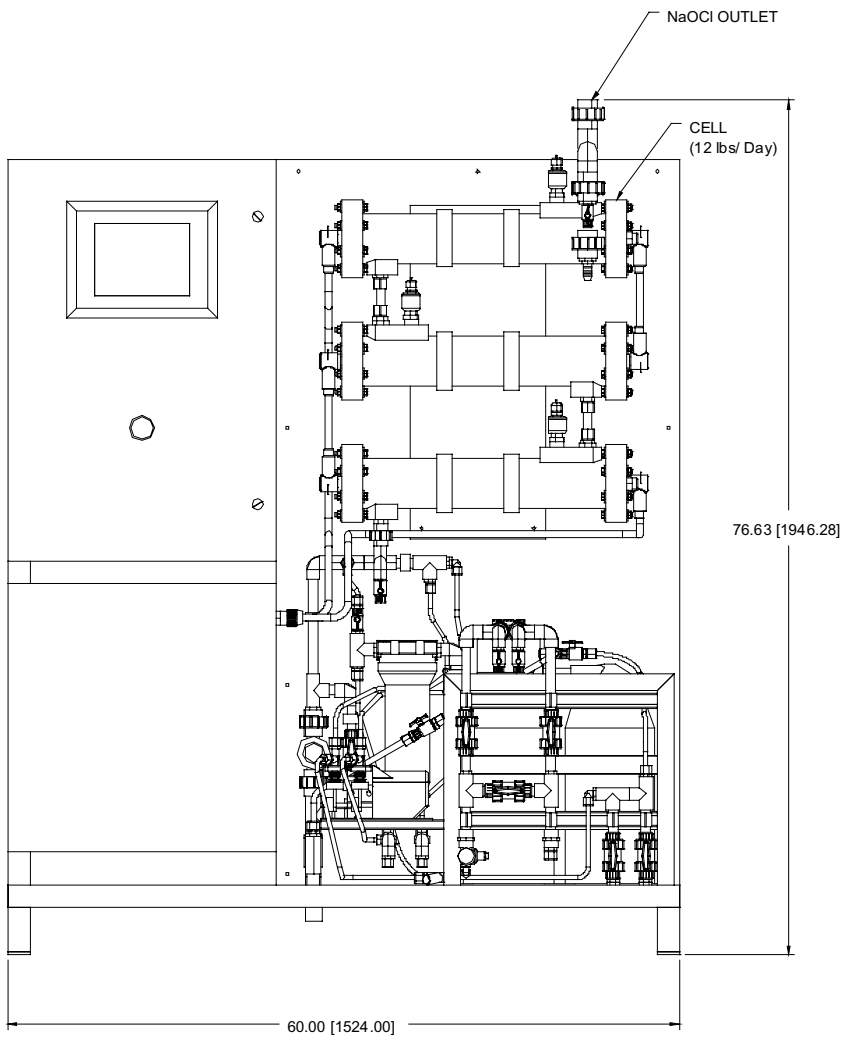 NaOCl OUTLET
CELL
(12 lbs/ Day)
76.63 [1946.28]
60.00 [1524.00]